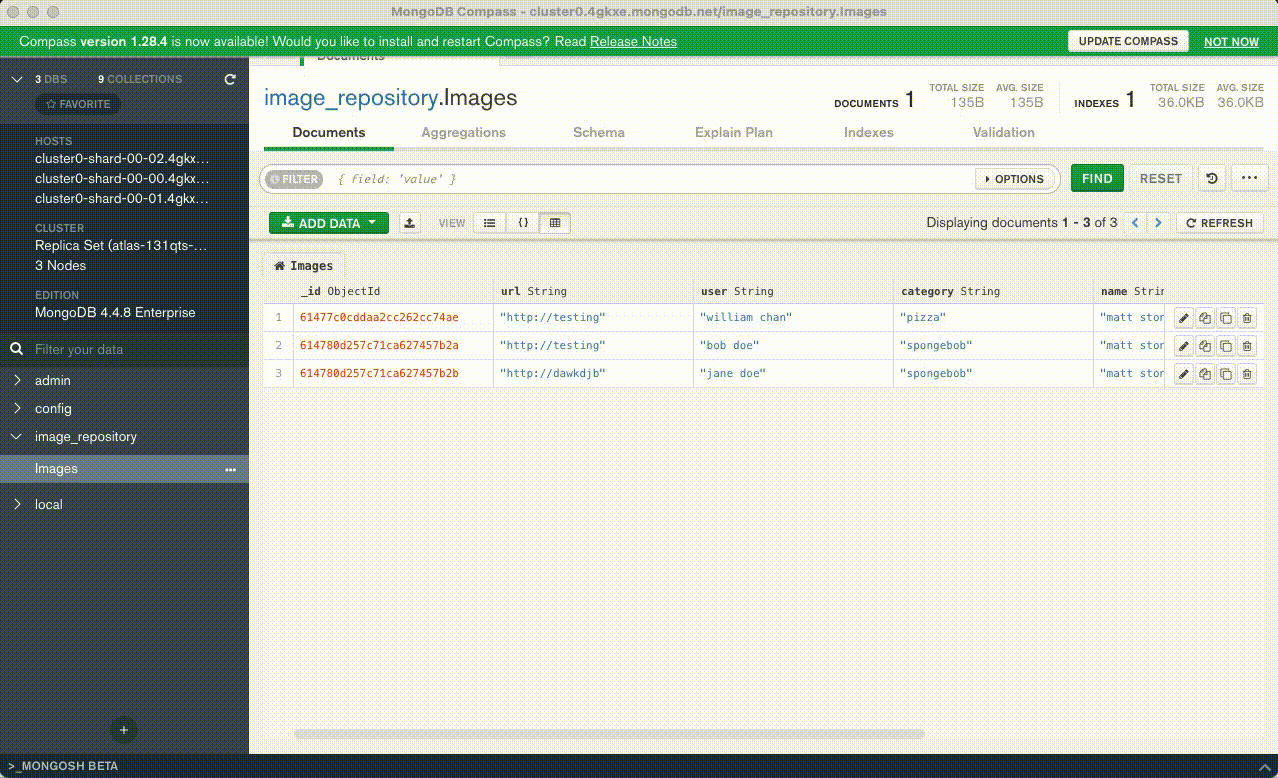 MongoDB Compass - cluster0.4gkxe.mongodb.net/image_repository.Images
Compass version 1.28.4 is now available! Would you like to install and restart Compass? Read Release Notes
UPDATE COMPASS
NOT NOW
3 DBS 9 COLLECTIONS
FAVORITE
HOSTS
cluster0-shard-00-02.4gkx...
cluster0-shard-00-00.4gkx...
cluster0-shard-00-01.4gkx...
CLUSTER
Replica Set (atlas-131qts-...
3 Nodes
EDITION
MongoDB 4.4.8 Enterprise
Filter your data
admin
config
image_repository
Images
local
>_MONGOSH BETA
Documents
image_repository.Images
DOCUMENTS 1 TOTAL SIZE 135B AVG. SIZE 135B
INDEXES 1 TOTAL SIZE 36.0KB AVG. SIZE 36.0KB
Documents Aggregations Schema Explain Plan Indexes Validation
FILTER { field: 'value' } OPTIONS FIND RESET ...
ADD DATA VIEW {} Displaying documents 1 - 3 of 3 < > REFRESH
Images
_id ObjectId url String user String category String name Strin
1 61477c0cddaa2cc262cc74ae "http://testing" "william chan" "pizza" "matt stor
2 614780d257c71ca627457b2a "http://testing" "bob doe" "spongebob" "matt stor
3 614780d257c71ca627457b2b "http://dawkdjb" "jane doe" "spongebob" "matt stor